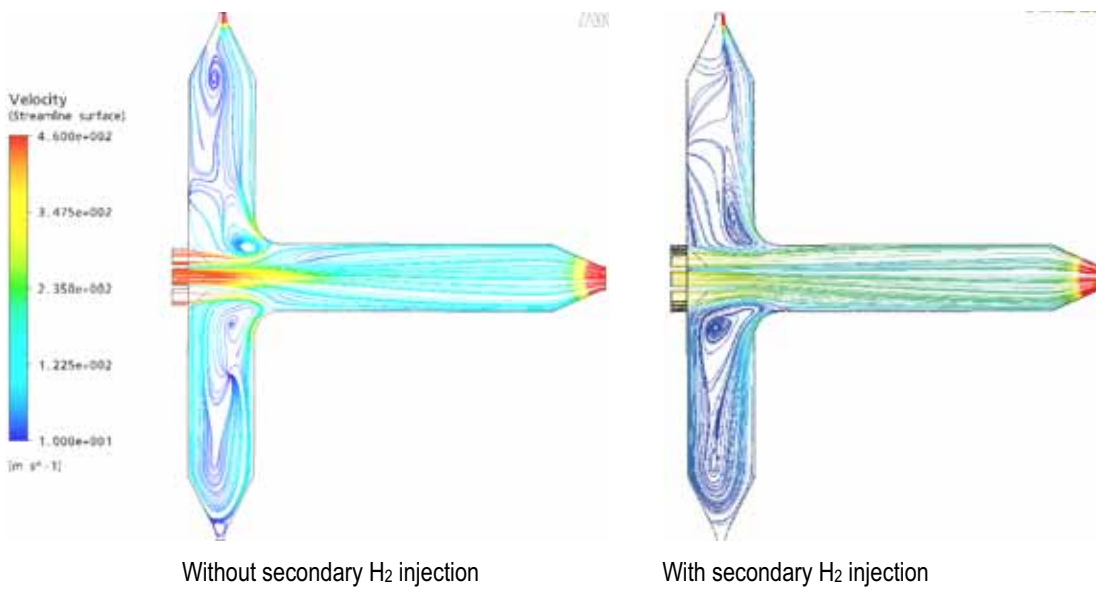 Velocity
(Streamline surface)
4.600e+002
3.475e+002
2.350e+002
1.225e+002
1.000e+001
[m s^-1]
Without secondary H₂ injection
With secondary H₂ injection